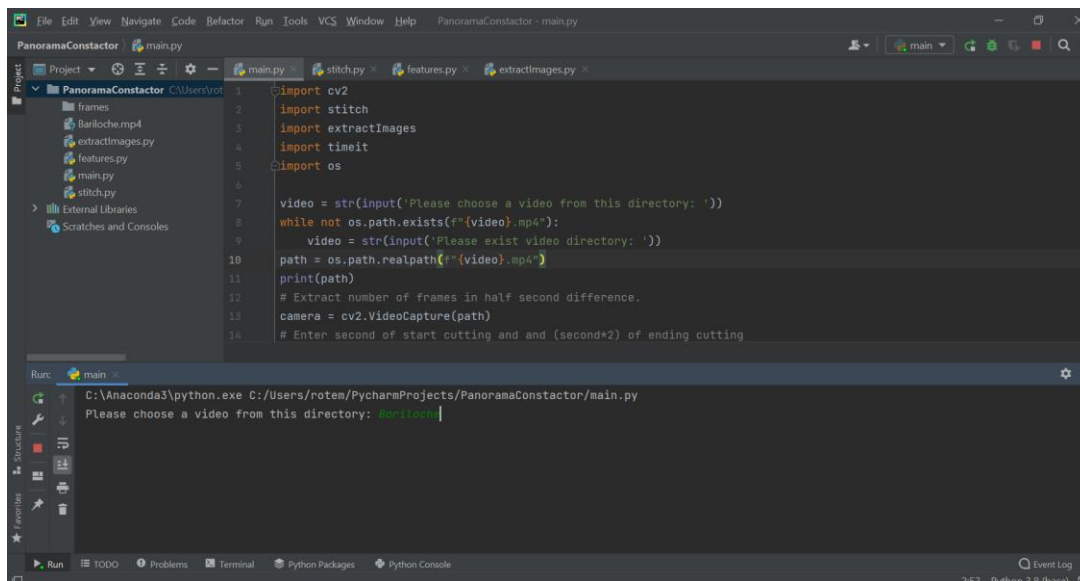 File Edit View Navigate Code Refactor Run Tools VCS Window Help PanoramaConstactor - main.py
PanoramaConstactor main.py main
Project main.py stitch.py features.py extractImages.py
Project
PanoramaConstactor C:\Users\rot
frames
Bariloche.mp4
extractImages.py
features.py
main.py
stitch.py
External Libraries
Scratches and Consoles
1 import cv2
2 import stitch
3 import extractImages
4 import timeit
5 import os
6
7 video = str(input('Please choose a video from this directory: '))
8 while not os.path.exists(f"{video}.mp4"):
9 video = str(input('Please exist video directory: '))
10 path = os.path.realpath(f"{video}.mp4")
11 print(path)
12 # Extract number of frames in half second difference.
13 camera = cv2.VideoCapture(path)
14 # Enter second of start cutting and and (second*2) of ending cutting
Run: main
C:\Anaconda3\python.exe C:/Users/rotem/PycharmProjects/PanoramaConstactor/main.py
Please choose a video from this directory: Bariloche
Structure
Favorites
Run TODO Problems Terminal Python Packages Python Console Event Log